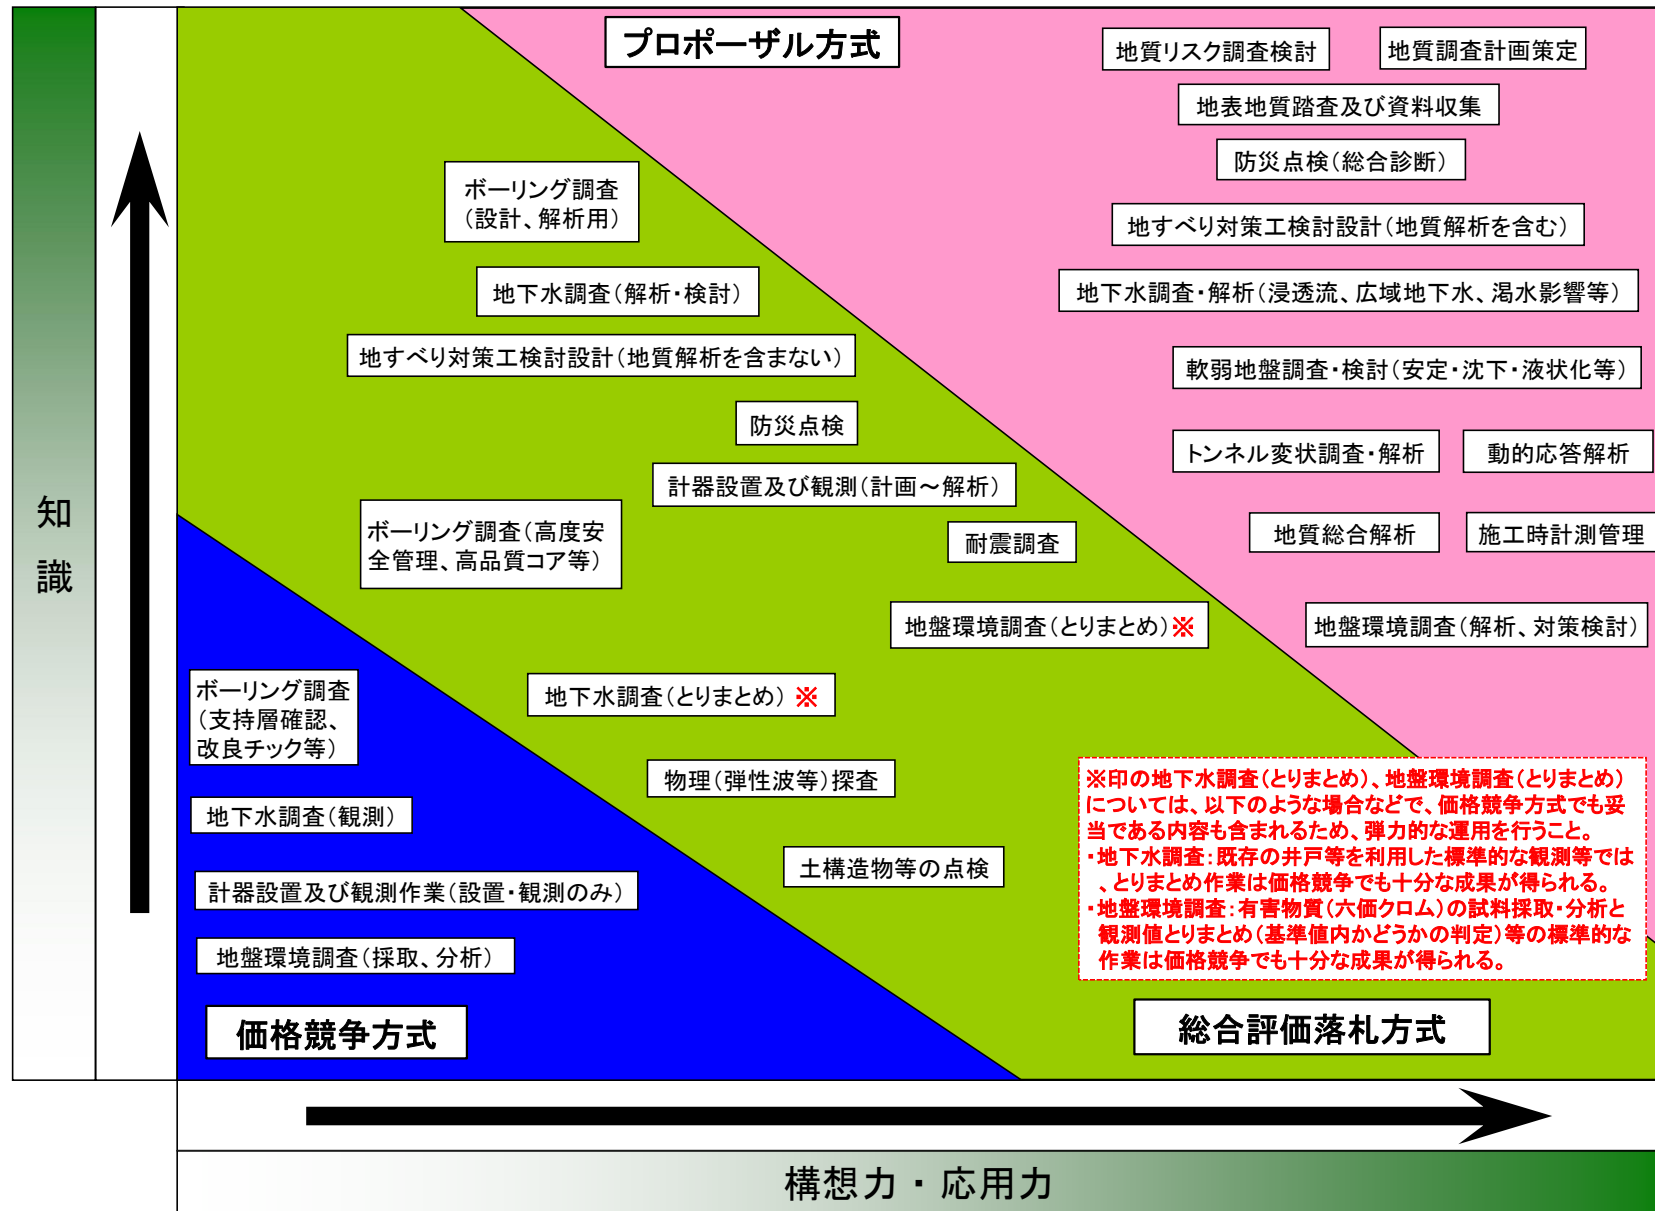 プロポーザル方式
地質リスク調査検討
地質調査計画策定
地表地質踏査及び資料収集
防災点検(総合診断)
ボーリング調査
(設計、解析用)
地すべり対策工検討設計(地質解析を含む)
地下水調査(解析・検討)
地下水調査・解析(浸透流、広域地下水、渇水影響等)
地すべり対策工検討設計(地質解析を含まない)
軟弱地盤調査・検討(安定・沈下・液状化等)
防災点検
トンネル変状調査・解析
動的応答解析
計器設置及び観測(計画～解析)
知
識
ボーリング調査(高度安
全管理、高品質コア等)
耐震調査
地質総合解析
施工時計測管理
地盤環境調査(とりまとめ)※
地盤環境調査(解析、対策検討)
ボーリング調査
(支持層確認、
改良チック等)
地下水調査(とりまとめ)※
物理(弾性波等)探査
地下水調査(観測)
土構造物等の点検
計器設置及び観測作業(設置・観測のみ)
地盤環境調査(採取、分析)
※印の地下水調査(とりまとめ)、地盤環境調査(とりまとめ)
については、以下のような場合などで、価格競争方式でも妥
当である内容も含まれるため、弾力的な運用を行うこと。
・地下水調査:既存の井戸等を利用した標準的な観測等では
、とりまとめ作業は価格競争でも十分な成果が得られる。
・地盤環境調査:有害物質(六価クロム)の試料採取・分析と
観測値とりまとめ(基準値内かどうかの判定)等の標準的な
作業は価格競争でも十分な成果が得られる。
価格競争方式
総合評価落札方式
構想力・応用力